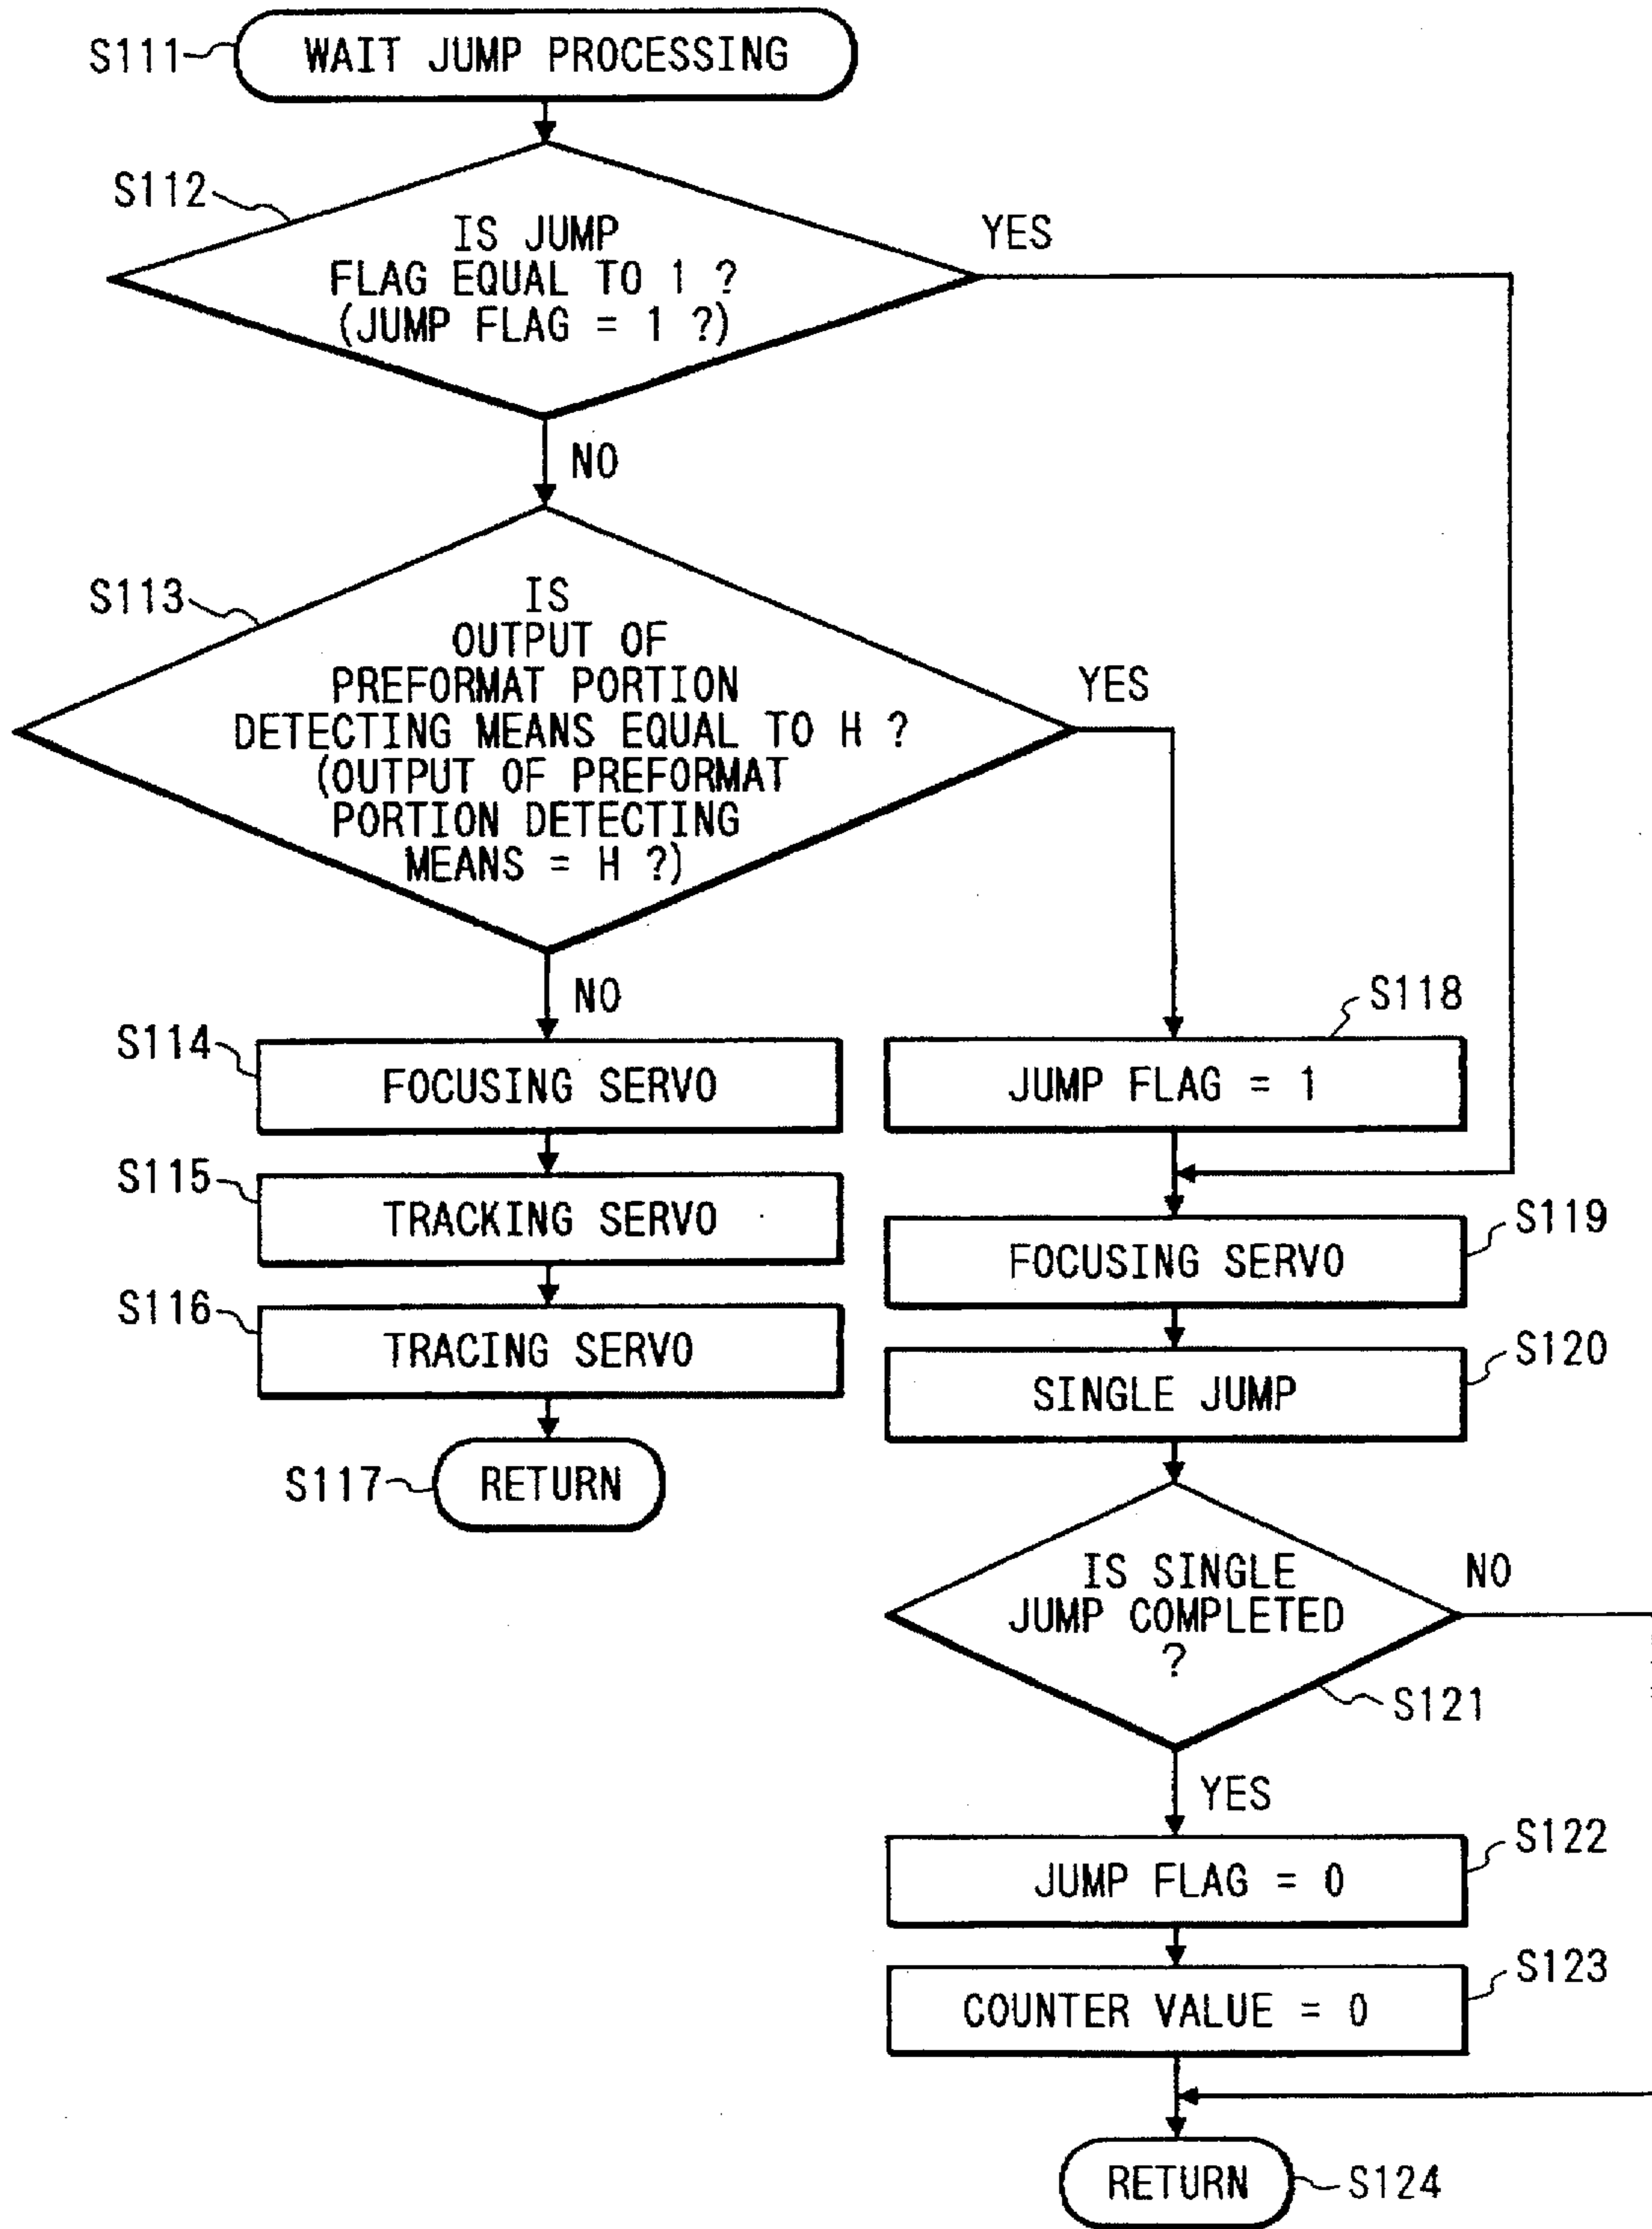 S111
WAIT JUMP PROCESSING
S112
IS JUMP
FLAG EQUAL TO 1 ?
(JUMP FLAG = 1 ?)
YES
NO
S113
IS
OUTPUT OF
PREFORMAT PORTION
DETECTING MEANS EQUAL TO H ?
(OUTPUT OF PREFORMAT
PORTION DETECTING
MEANS = H ?)
YES
NO
S114
FOCUSING SERVO
S115
TRACKING SERVO
S116
TRACING SERVO
S117
RETURN
S118
JUMP FLAG = 1
S119
FOCUSING SERVO
S120
SINGLE JUMP
IS SINGLE
JUMP COMPLETED
?
NO
S121
YES
S122
JUMP FLAG = 0
S123
COUNTER VALUE = 0
RETURN
S124